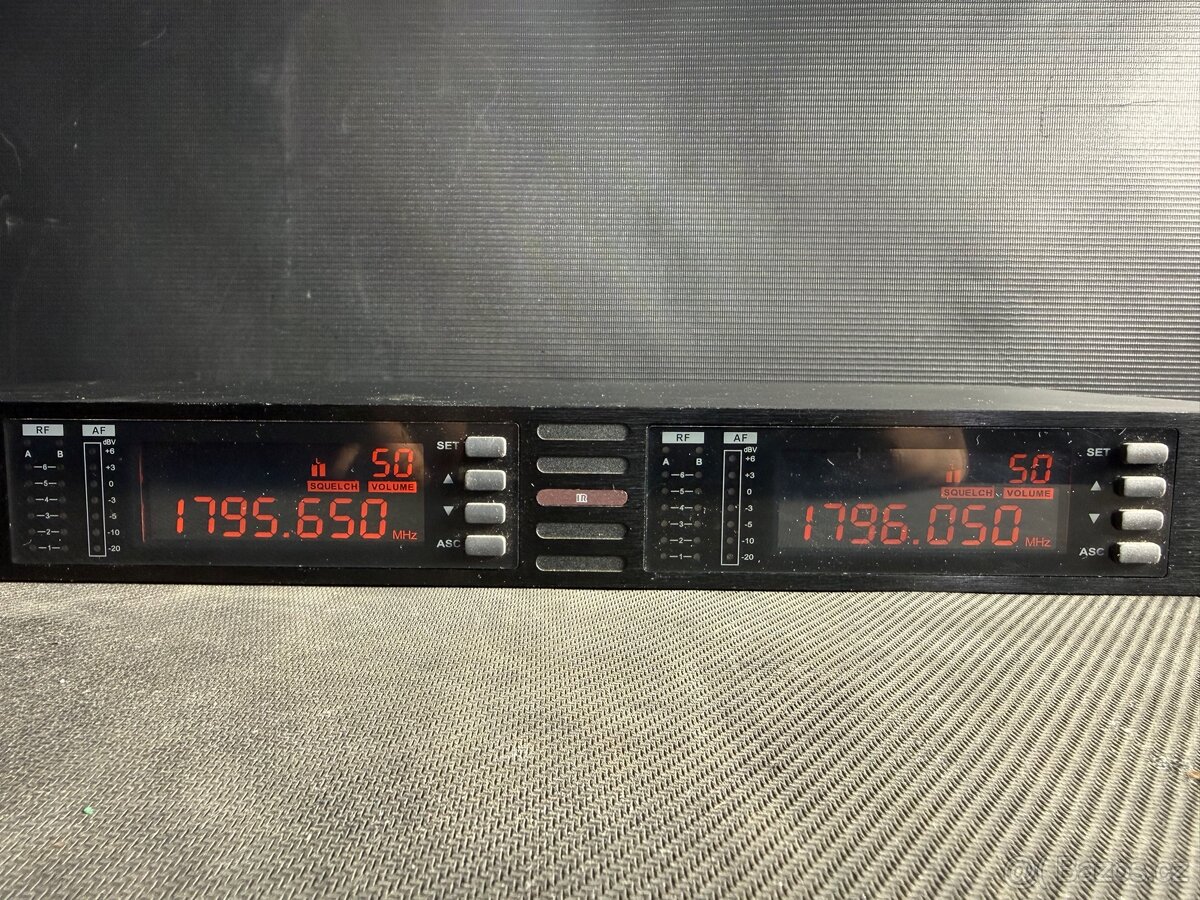 RF AF
A B dBV
+6
6 +3
5 0
4 -3
3 -5
2 -10
1 -20
50
SQUELCH VOLUME
1795.650 MHz
SET
▲
▼
ASC
IR
RF AF
A B dBV
+6
6 +3
5 0
4 -3
3 -5
2 -10
1 -20
50
SQUELCH VOLUME
1796.050 MHz
SET
▲
▼
ASC
bazos.cz